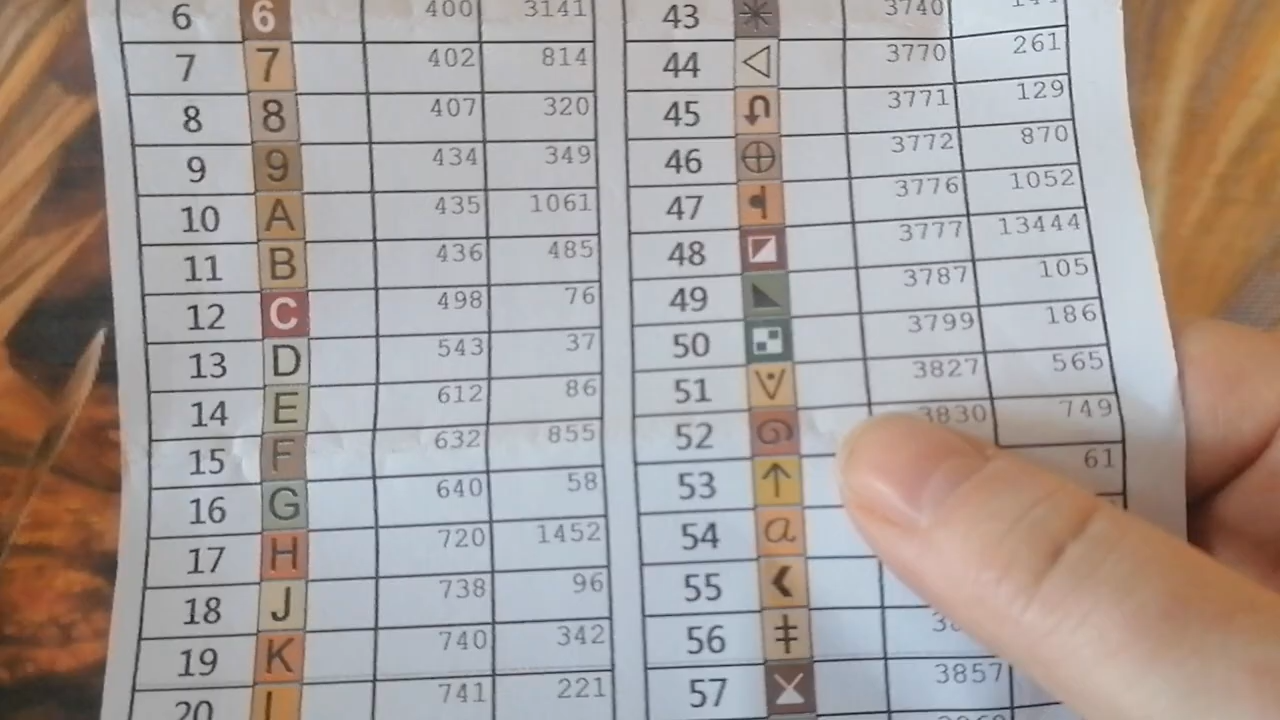 6 6 400 3141
7 7 402 814
8 8 407 320
9 9 434 349
10 A 435 1061
11 B 436 485
12 C 498 76
13 D 543 37
14 E 612 86
15 F 632 855
16 G 640 58
17 H 720 1452
18 J 738 96
19 K 740 342
20 741 221
43 3740
44 3770 261
45 3771 129
46 3772 870
47 3776 1052
48 3777 13444
49 3787 105
50 3799 186
51 3827 565
52 3830 749
53 61
54 a
55
56
57 3857